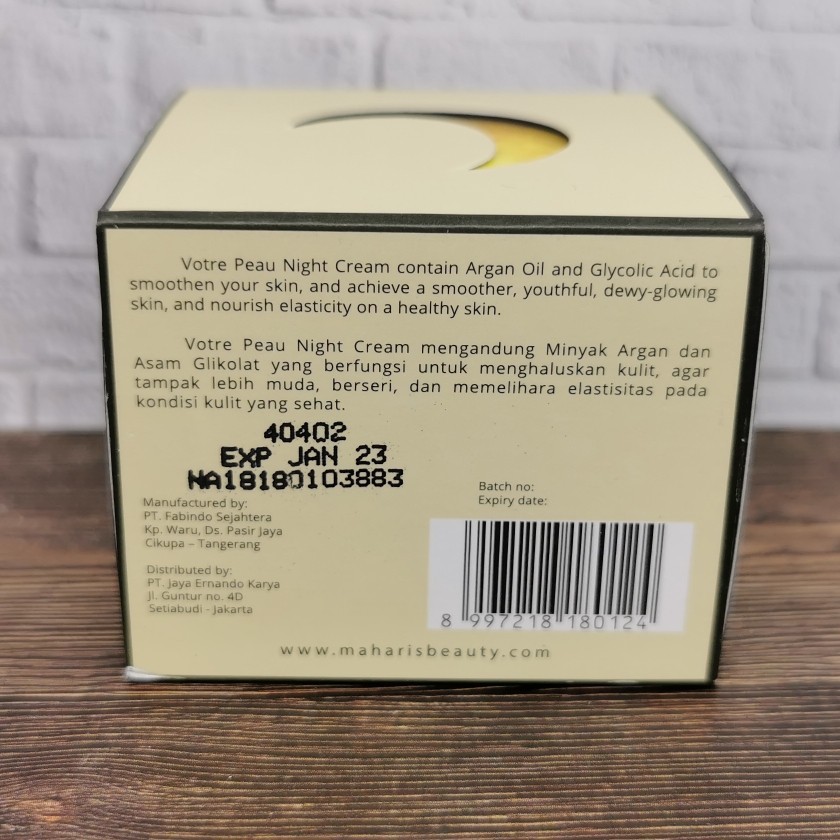 Votre Peau Night Cream contain Argan Oil and Glycolic Acid to
smoothen your skin, and achieve a smoother, youthful, dewy-glowing
skin, and nourish elasticity on a healthy skin.
Votre Peau Night Cream mengandung Minyak Argan dan
Asam Glikolat yang berfungsi untuk menghaluskan kulit, agar
tampak lebih muda, berseri, dan memelihara elastisitas pada
kondisi kulit yang sehat.
40402
EXP JAN 23
NA18180103883
Manufactured by:
PT. Fabindo Sejahtera
Kp. Waru, Ds. Pasir Jaya
Cikupa – Tangerang
Distributed by:
PT. Jaya Ernando Karya
Jl. Guntur no. 4D
Setiabudi - Jakarta
Batch no:
Expiry date:
8 997218 180124
www.maharisbeauty.com